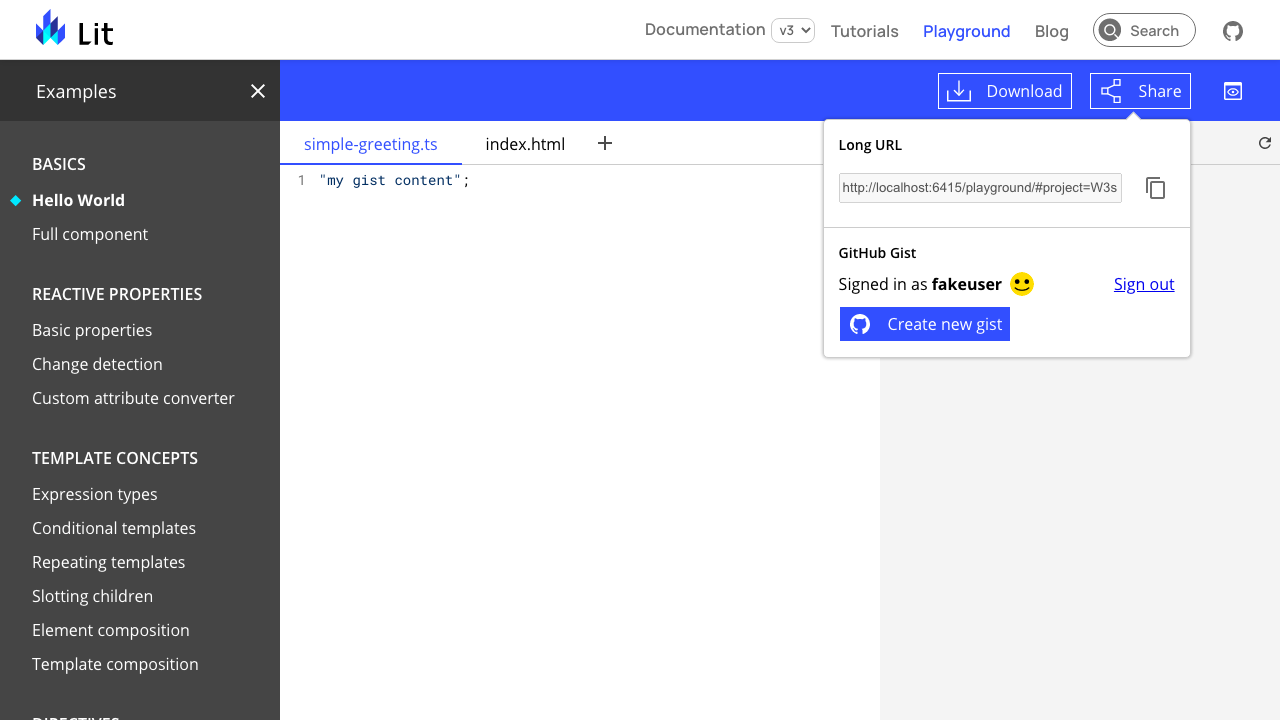 Lit
Documentation v3 Tutorials Playground Blog Search
Examples
Download Share
BASICS
Hello World
Full component
REACTIVE PROPERTIES
Basic properties
Change detection
Custom attribute converter
TEMPLATE CONCEPTS
Expression types
Conditional templates
Repeating templates
Slotting children
Element composition
Template composition
DIRECTIVES
simple-greeting.ts index.html
1 "my gist content";
Long URL
http://localhost:6415/playground/#project=W3s
GitHub Gist
Signed in as fakeuser Sign out
Create new gist